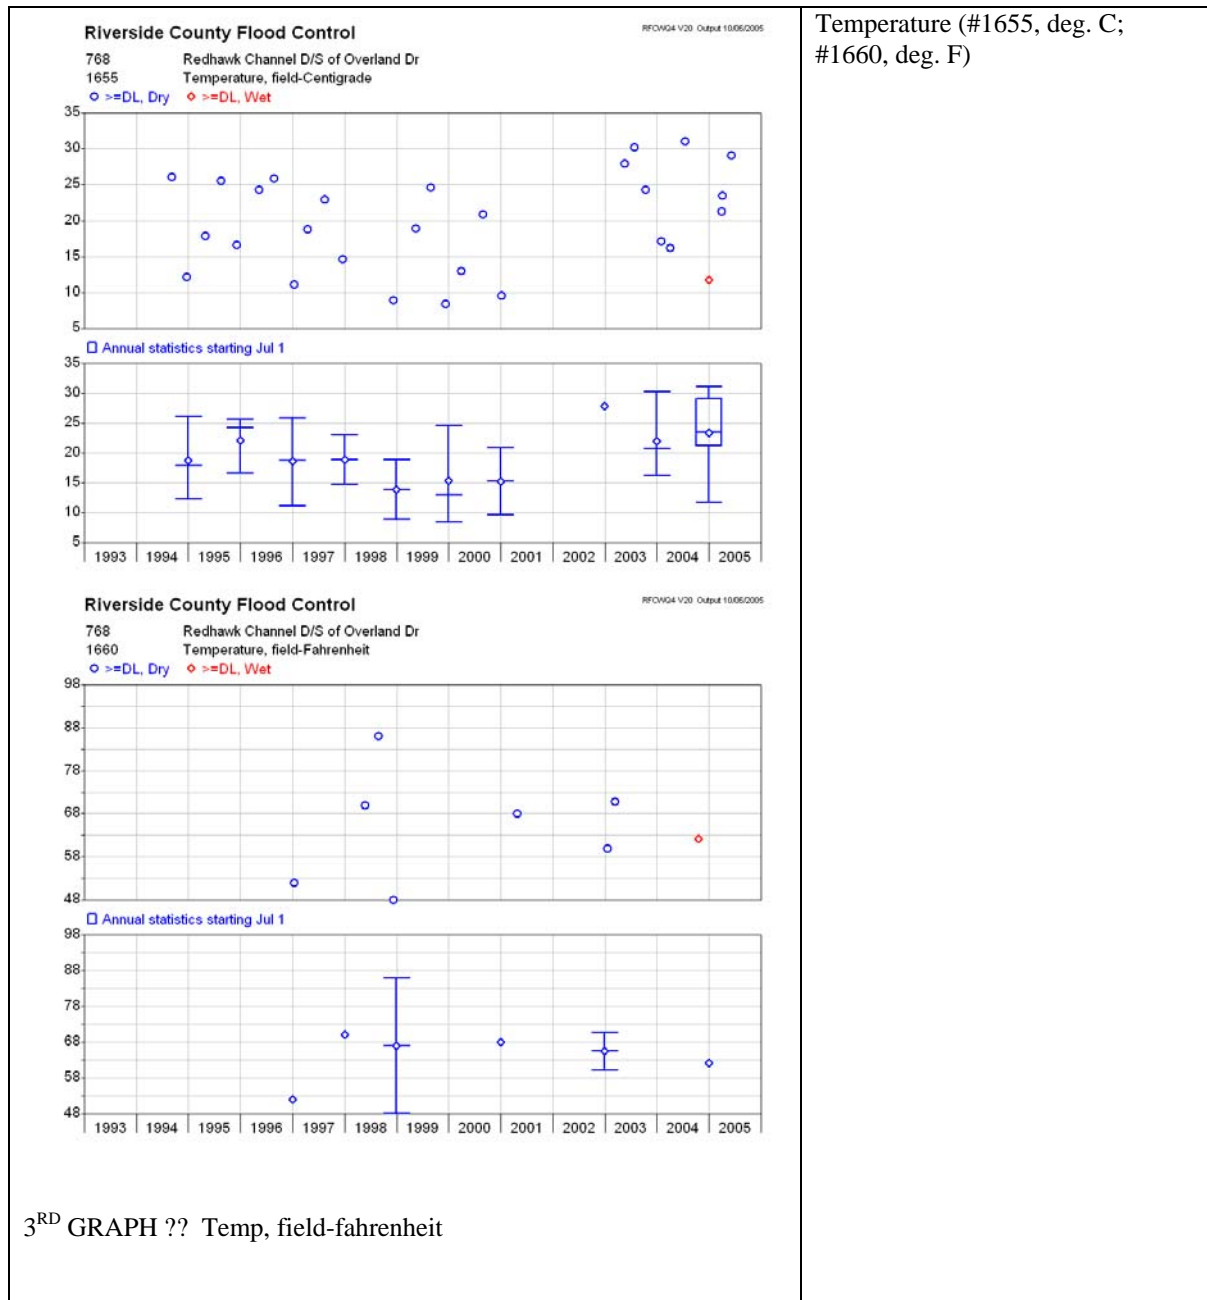 Riverside County Flood Control
RFCWQ4 V20 Output 10/06/2005
768 Redhawk Channel D/S of Overland Dr
1655 Temperature, field-Centigrade
>=DL, Dry >=DL, Wet
35
30
25
20
15
10
5
Annual statistics starting Jul 1
35
30
25
20
15
10
5
1993 1994 1995 1996 1997 1998 1999 2000 2001 2002 2003 2004 2005
Riverside County Flood Control
RFCWQ4 V20 Output 10/06/2005
768 Redhawk Channel D/S of Overland Dr
1660 Temperature, field-Fahrenheit
>=DL, Dry >=DL, Wet
98
88
78
68
58
48
Annual statistics starting Jul 1
98
88
78
68
58
48
1993 1994 1995 1996 1997 1998 1999 2000 2001 2002 2003 2004 2005
3RD GRAPH ?? Temp, field-fahrenheit
Temperature (#1655, deg. C;
#1660, deg. F)